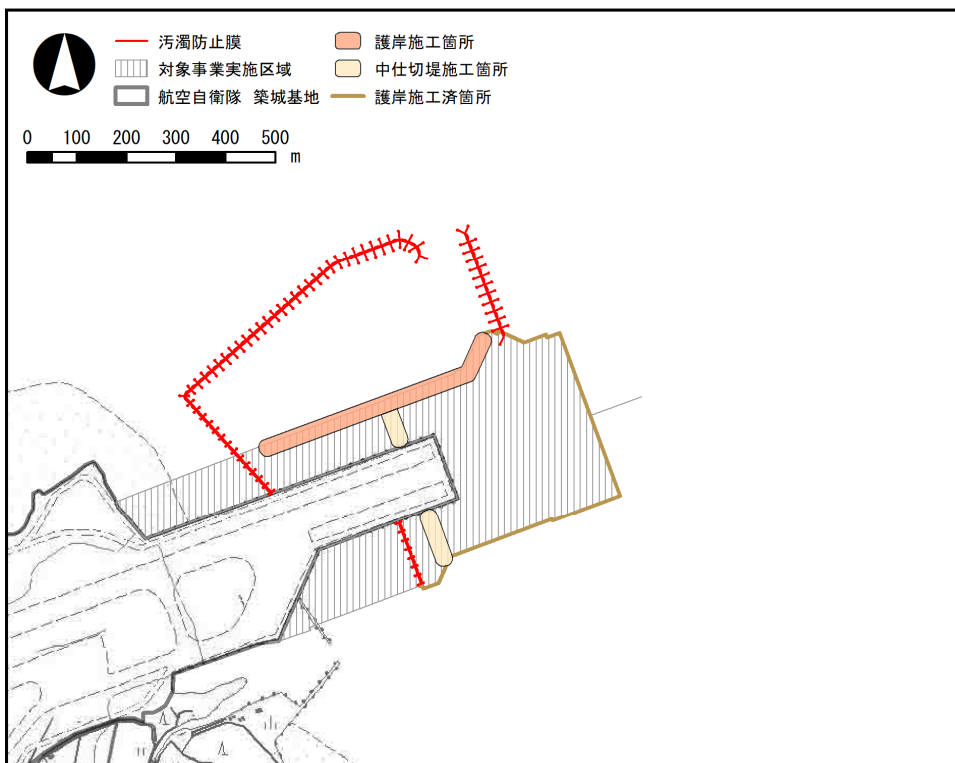 汚濁防止膜
護岸施工箇所
対象事業実施区域
中仕切堤施工箇所
航空自衛隊 築城基地
護岸施工済箇所
0 100 200 300 400 500
m